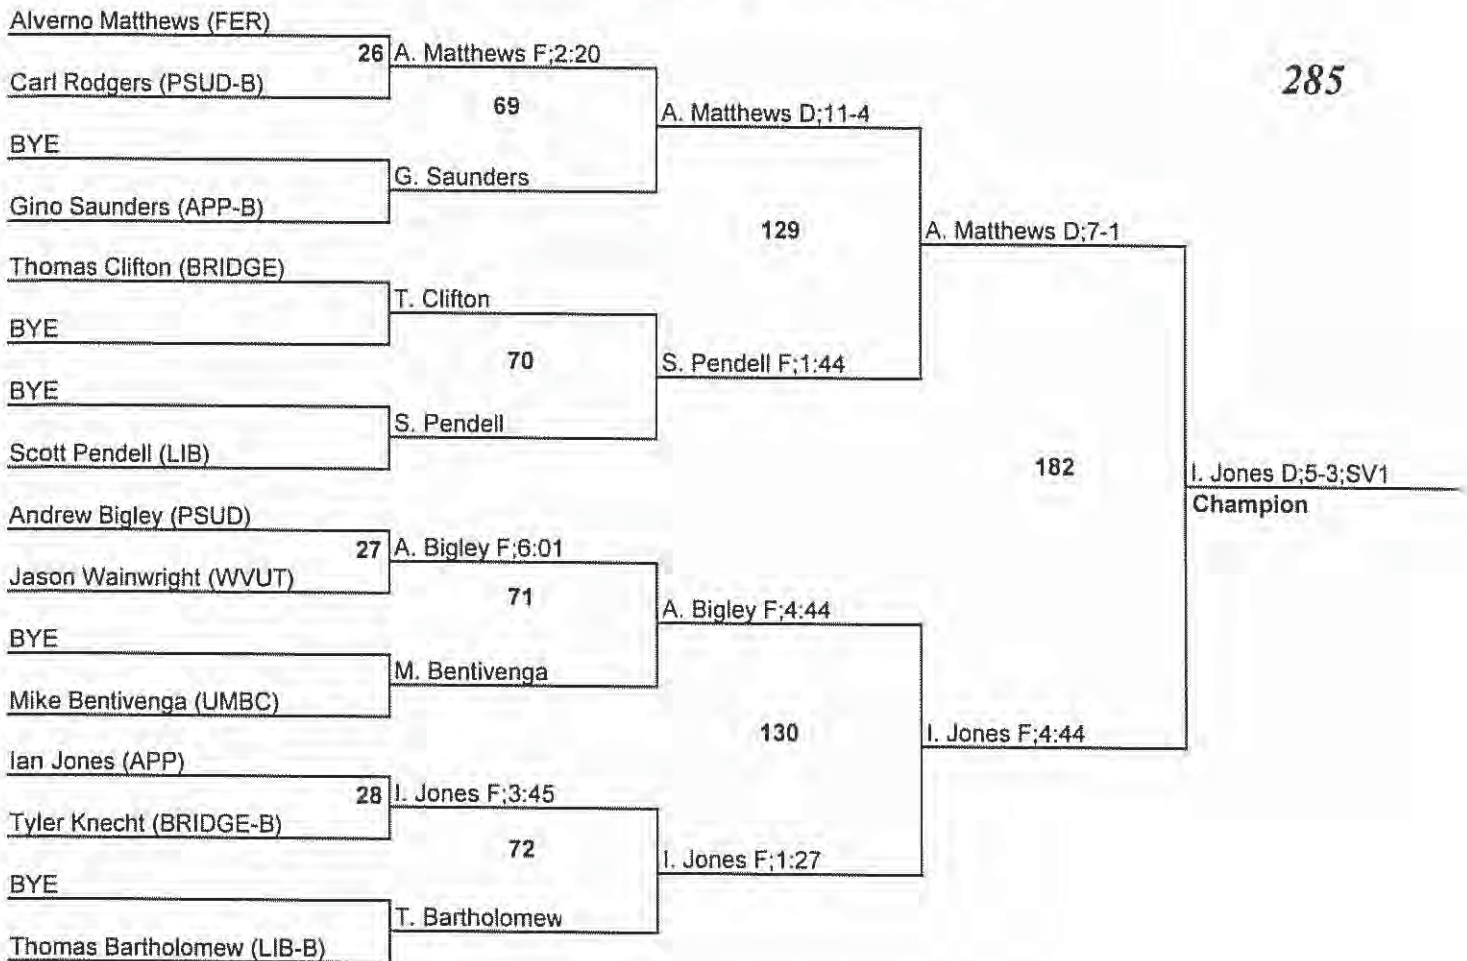 Alverno Matthews (FER)
26 A. Matthews F;2:20
285
Carl Rodgers (PSUD-B)
69
A. Matthews D;11-4
BYE
G. Saunders
Gino Saunders (APP-B)
129
A. Matthews D;7-1
Thomas Clifton (BRIDGE)
T. Clifton
BYE
70
S. Pendell F;1:44
BYE
S. Pendell
Scott Pendell (LIB)
182
I. Jones D;5-3;SV1
Champion
Andrew Bigley (PSUD)
27 A. Bigley F;6:01
Jason Wainwright (WVUT)
71
A. Bigley F;4:44
BYE
M. Bentivenga
Mike Bentivenga (UMBC)
130
I. Jones F;4:44
Ian Jones (APP)
28 I. Jones F;3:45
Tyler Knecht (BRIDGE-B)
72
I. Jones F;1:27
BYE
T. Bartholomew
Thomas Bartholomew (LIB-B)